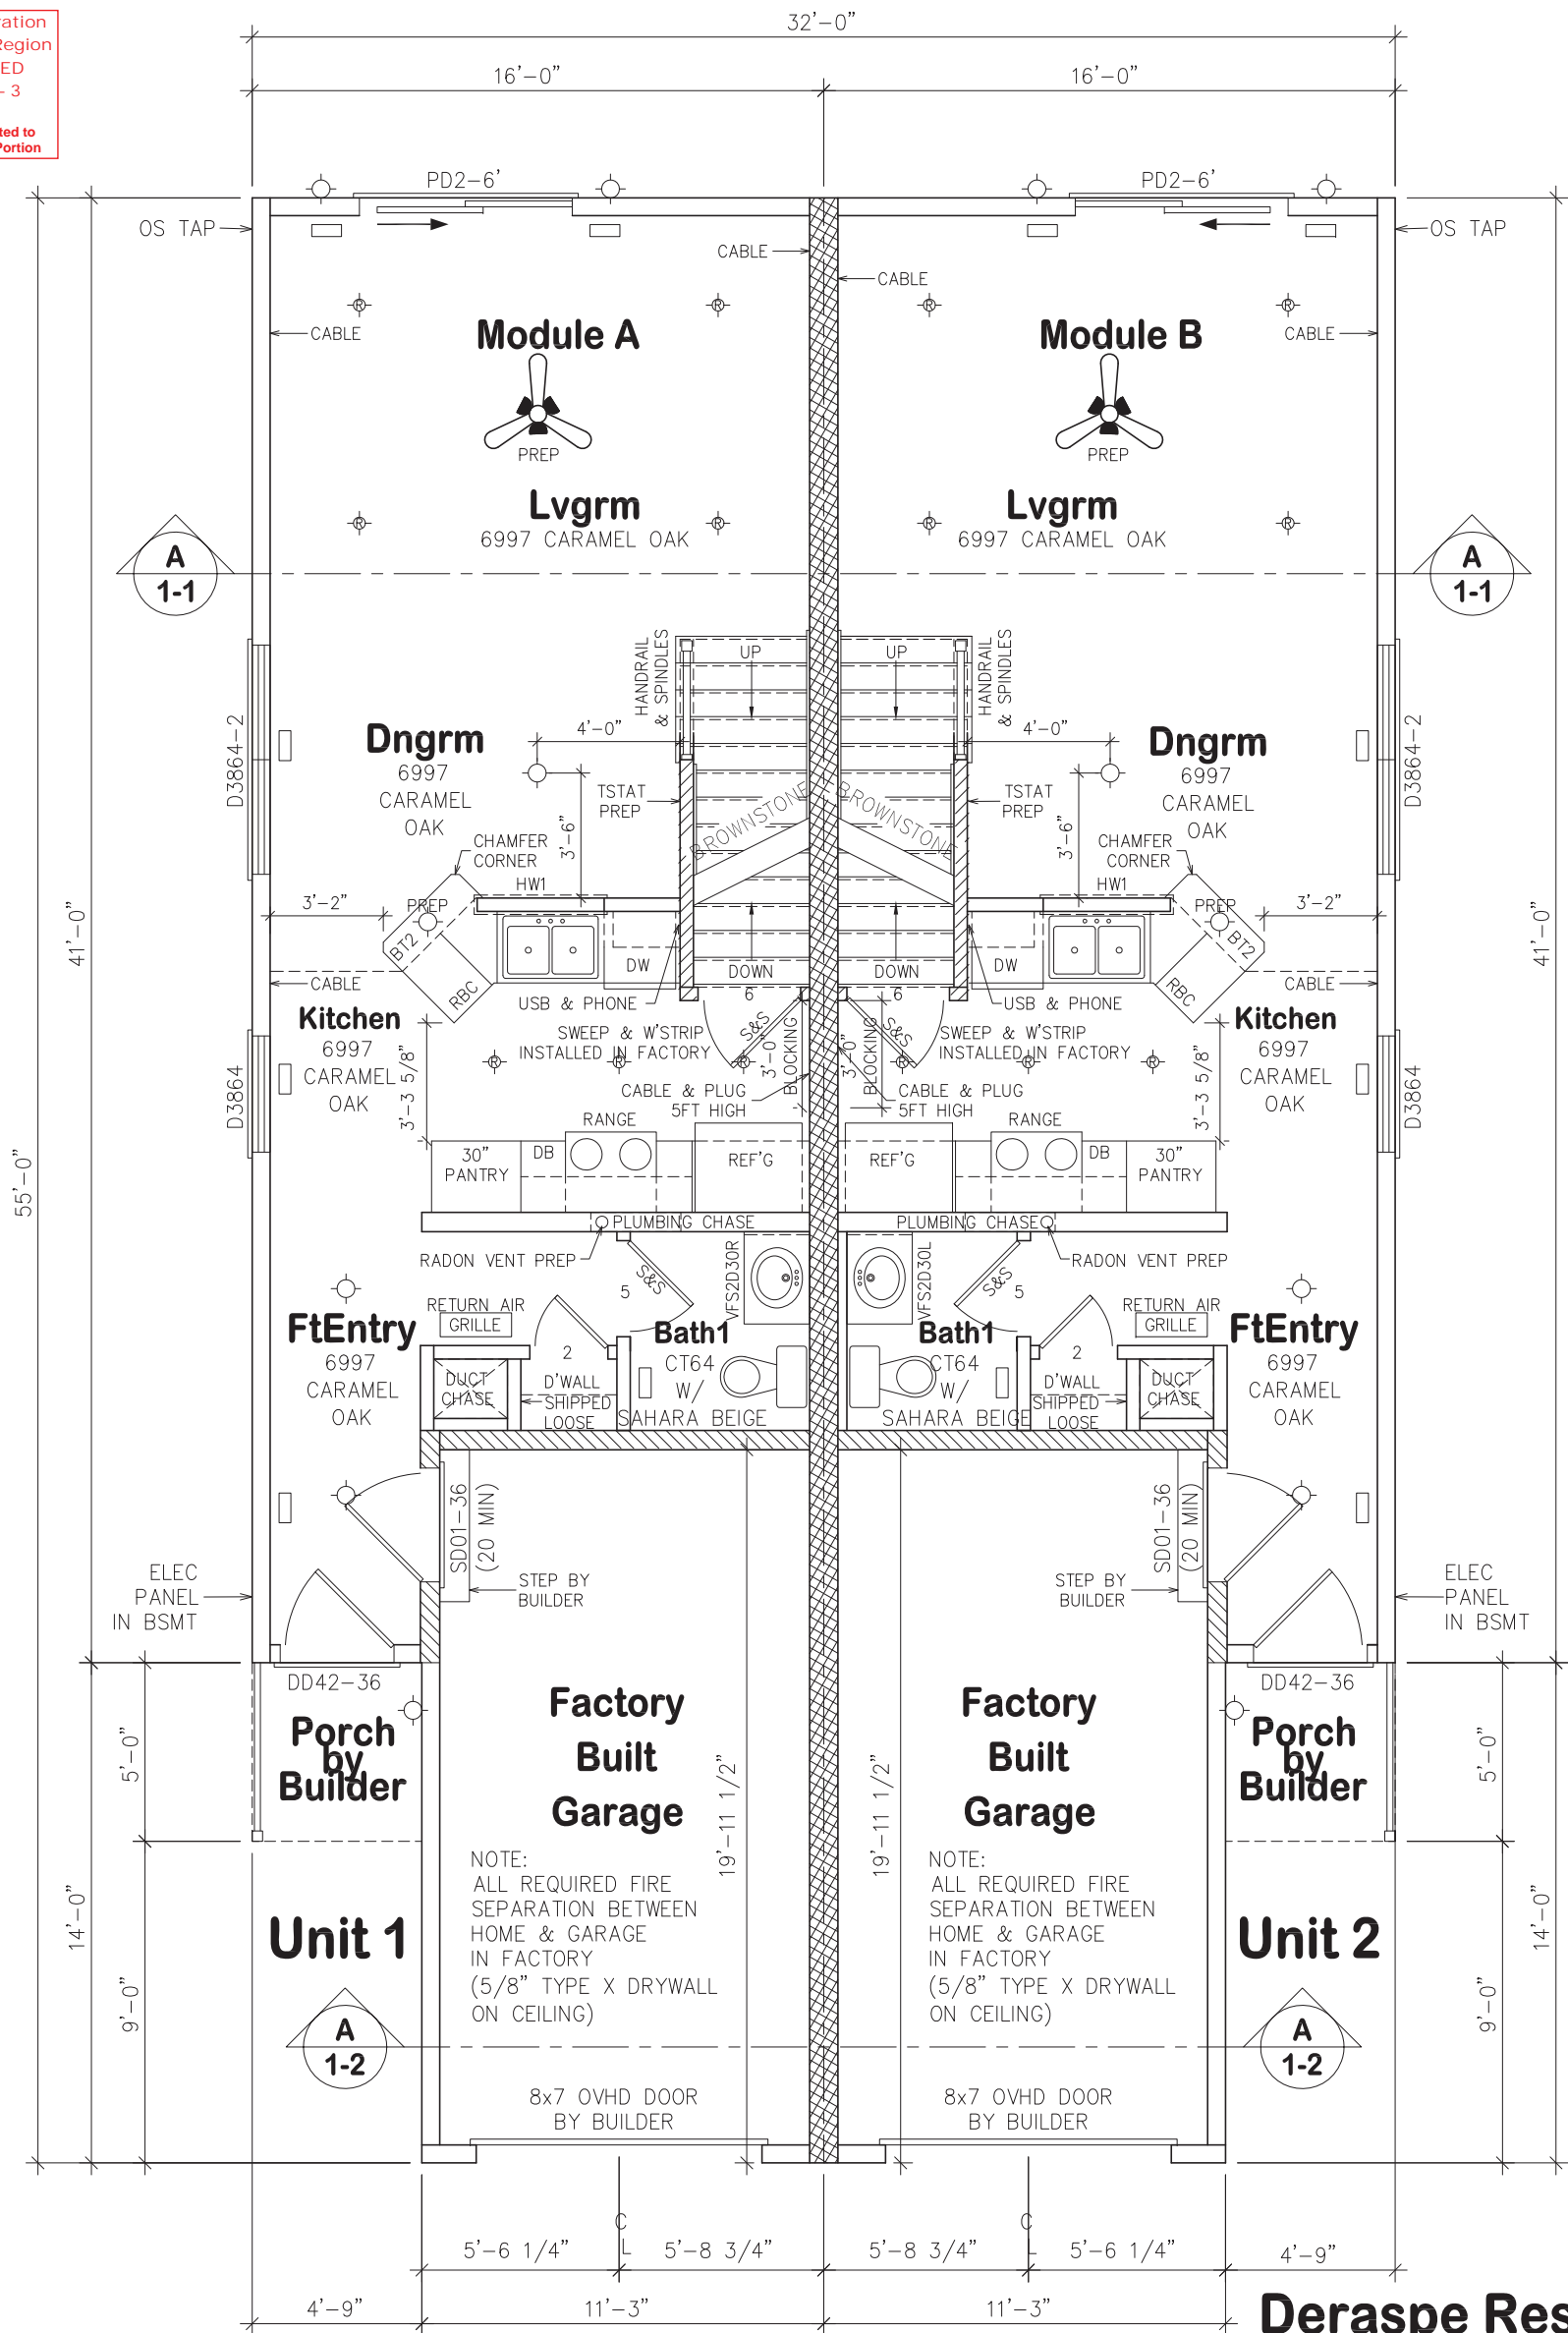 ration
Region
ED
- 3
ted to
Portion
32'-0"
16'-0"
16'-0"
PD2-6'
PD2-6'
OS TAP
OS TAP
CABLE
CABLE
CABLE
CABLE
R
R
R
R
Module A
Module B
PREP
PREP
Lvgrm
6997 CARAMEL OAK
Lvgrm
6997 CARAMEL OAK
R
R
R
R
A
1-1
A
1-1
HANDRAIL
& SPINDLES
UP
UP
HANDRAIL
& SPINDLES
D3864-2
D3864-2
Dngrm
6997
CARAMEL
OAK
Dngrm
6997
CARAMEL
OAK
4'-0"
4'-0"
TSTAT
PREP
TSTAT
PREP
BROWNSTONE
BROWNSTONE
3'-6"
3'-6"
CHAMFER
CORNER
CHAMFER
CORNER
HW1
HW1
3'-2"
3'-2"
PREP
PREP
BT2
BT2
RBC
RBC
DW
DW
DOWN
DOWN
6
6
41'-0"
41'-0"
CABLE
CABLE
USB & PHONE
USB & PHONE
Kitchen
6997
CARAMEL
OAK
Kitchen
6997
CARAMEL
OAK
S&S
S&S
SWEEP & W'STRIP
INSTALLED IN FACTORY
SWEEP & W'STRIP
INSTALLED IN FACTORY
R
R
R
R
R
R
3'-0"
BLOCKING
3'-0"
BLOCKING
D3864
D3864
3'-3 5/8"
3'-3 5/8"
CABLE & PLUG
5FT HIGH
CABLE & PLUG
5FT HIGH
RANGE
RANGE
30"
PANTRY
DB
REF'G
REF'G
DB
30"
PANTRY
55'-0"
PLUMBING CHASE
PLUMBING CHASE
RADON VENT PREP
RADON VENT PREP
S&S
S&S
5
5
VFS2D30R
VFS2D30L
RETURN AIR
GRILLE
RETURN AIR
GRILLE
FtEntry
6997
CARAMEL
OAK
FtEntry
6997
CARAMEL
OAK
Bath1
CT64
W/
SAHARA BEIGE
Bath1
CT64
W/
SAHARA BEIGE
2
2
DUCT
CHASE
DUCT
CHASE
D'WALL
SHIPPED
LOOSE
D'WALL
SHIPPED
LOOSE
SD01-36
(20 MIN)
SD01-36
(20 MIN)
ELEC
PANEL
IN BSMT
ELEC
PANEL
IN BSMT
STEP BY
BUILDER
STEP BY
BUILDER
DD42-36
DD42-36
Porch
by
Builder
Porch
by
Builder
Factory
Built
Garage
Factory
Built
Garage
5'-0"
5'-0"
19'-11 1/2"
19'-11 1/2"
NOTE:
ALL REQUIRED FIRE
SEPARATION BETWEEN
HOME & GARAGE
IN FACTORY
(5/8" TYPE X DRYWALL
ON CEILING)
NOTE:
ALL REQUIRED FIRE
SEPARATION BETWEEN
HOME & GARAGE
IN FACTORY
(5/8" TYPE X DRYWALL
ON CEILING)
14'-0"
14'-0"
Unit 1
Unit 2
9'-0"
9'-0"
A
1-2
A
1-2
8x7 OVHD DOOR
BY BUILDER
8x7 OVHD DOOR
BY BUILDER
C
L
C
L
5'-6 1/4"
5'-8 3/4"
5'-8 3/4"
5'-6 1/4"
4'-9"
4'-9"
11'-3"
11'-3"
Deraspe Res